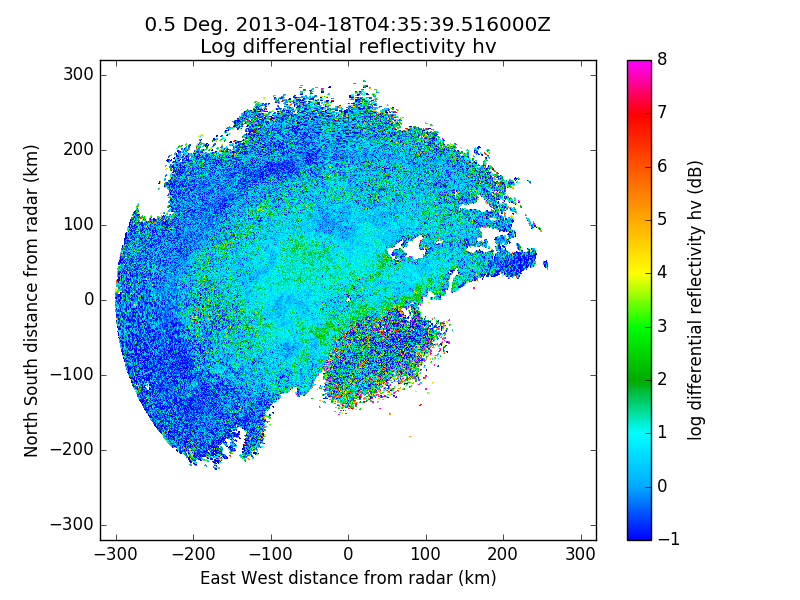 0.5 Deg. 2013-04-18T04:35:39.516000Z
Log differential reflectivity hv
300
200
100
0
−100
−200
−300
North South distance from radar (km)
−300 −200 −100 0 100 200 300
East West distance from radar (km)
8
7
6
5
4
3
2
1
0
−1
log differential reflectivity hv (dB)